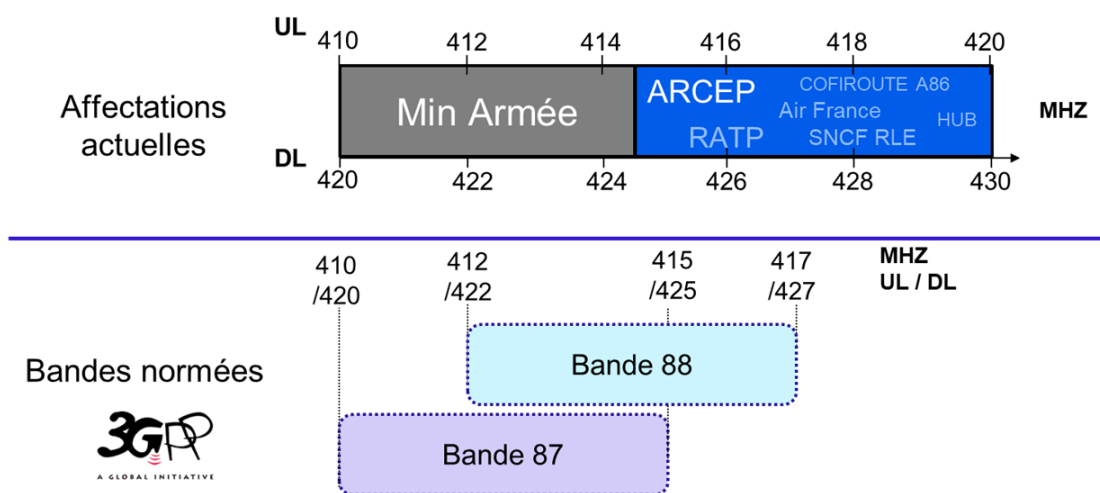 UL
410 412 414 416 418 420
Affectations
actuelles
Min Armée
ARCEP
COFIROUTE A86
Air France
HUB
RATP
SNCF RLE
MHZ
DL
420 422 424 426 428 430
410
/420
412
/422
415
/425
417
/427
MHZ
UL / DL
Bandes normées
Bande 88
3GPP
A GLOBAL INITIATIVE
Bande 87